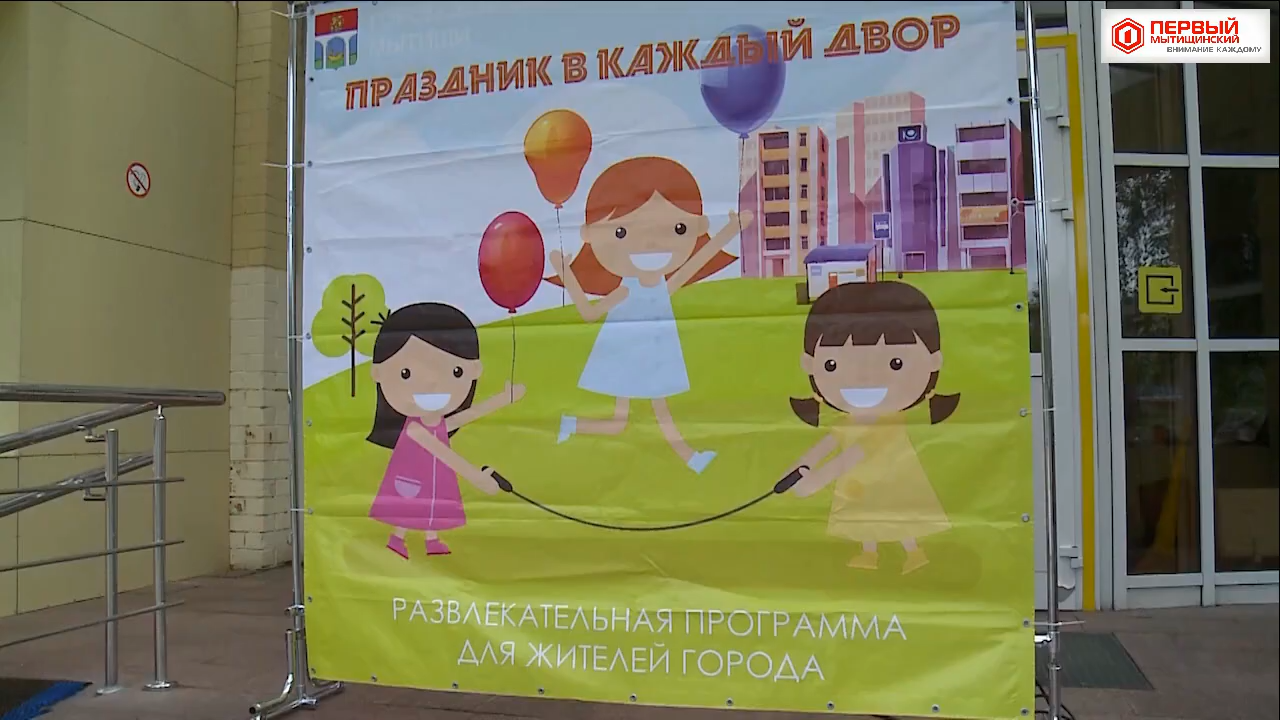 ПЕРВЫЙ
МЫТИЩИНСКИЙ
ВНИМАНИЕ КАЖДОМУ
ПРАЗДНИК В КАЖДЫЙ ДВОР
РАЗВЛЕКАТЕЛЬНАЯ ПРОГРАММА
ДЛЯ ЖИТЕЛЕЙ ГОРОДА